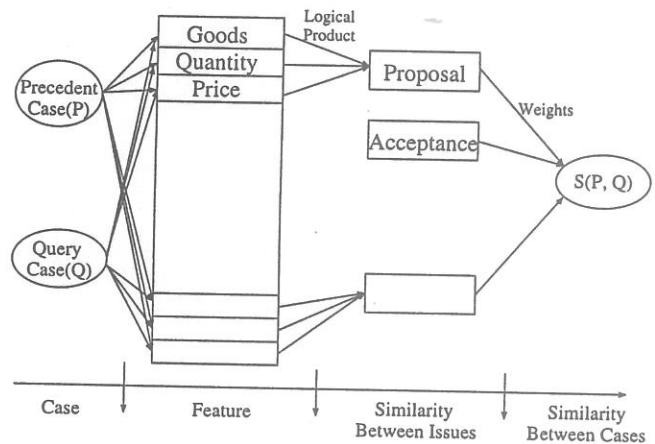 Logical
Product
Goods
Quantity
Price
Precedent
Case(P)
Proposal
Weights
Acceptance
S(P, Q)
Query
Case(Q)
Case
Feature
Similarity
Between Issues
Similarity
Between Cases